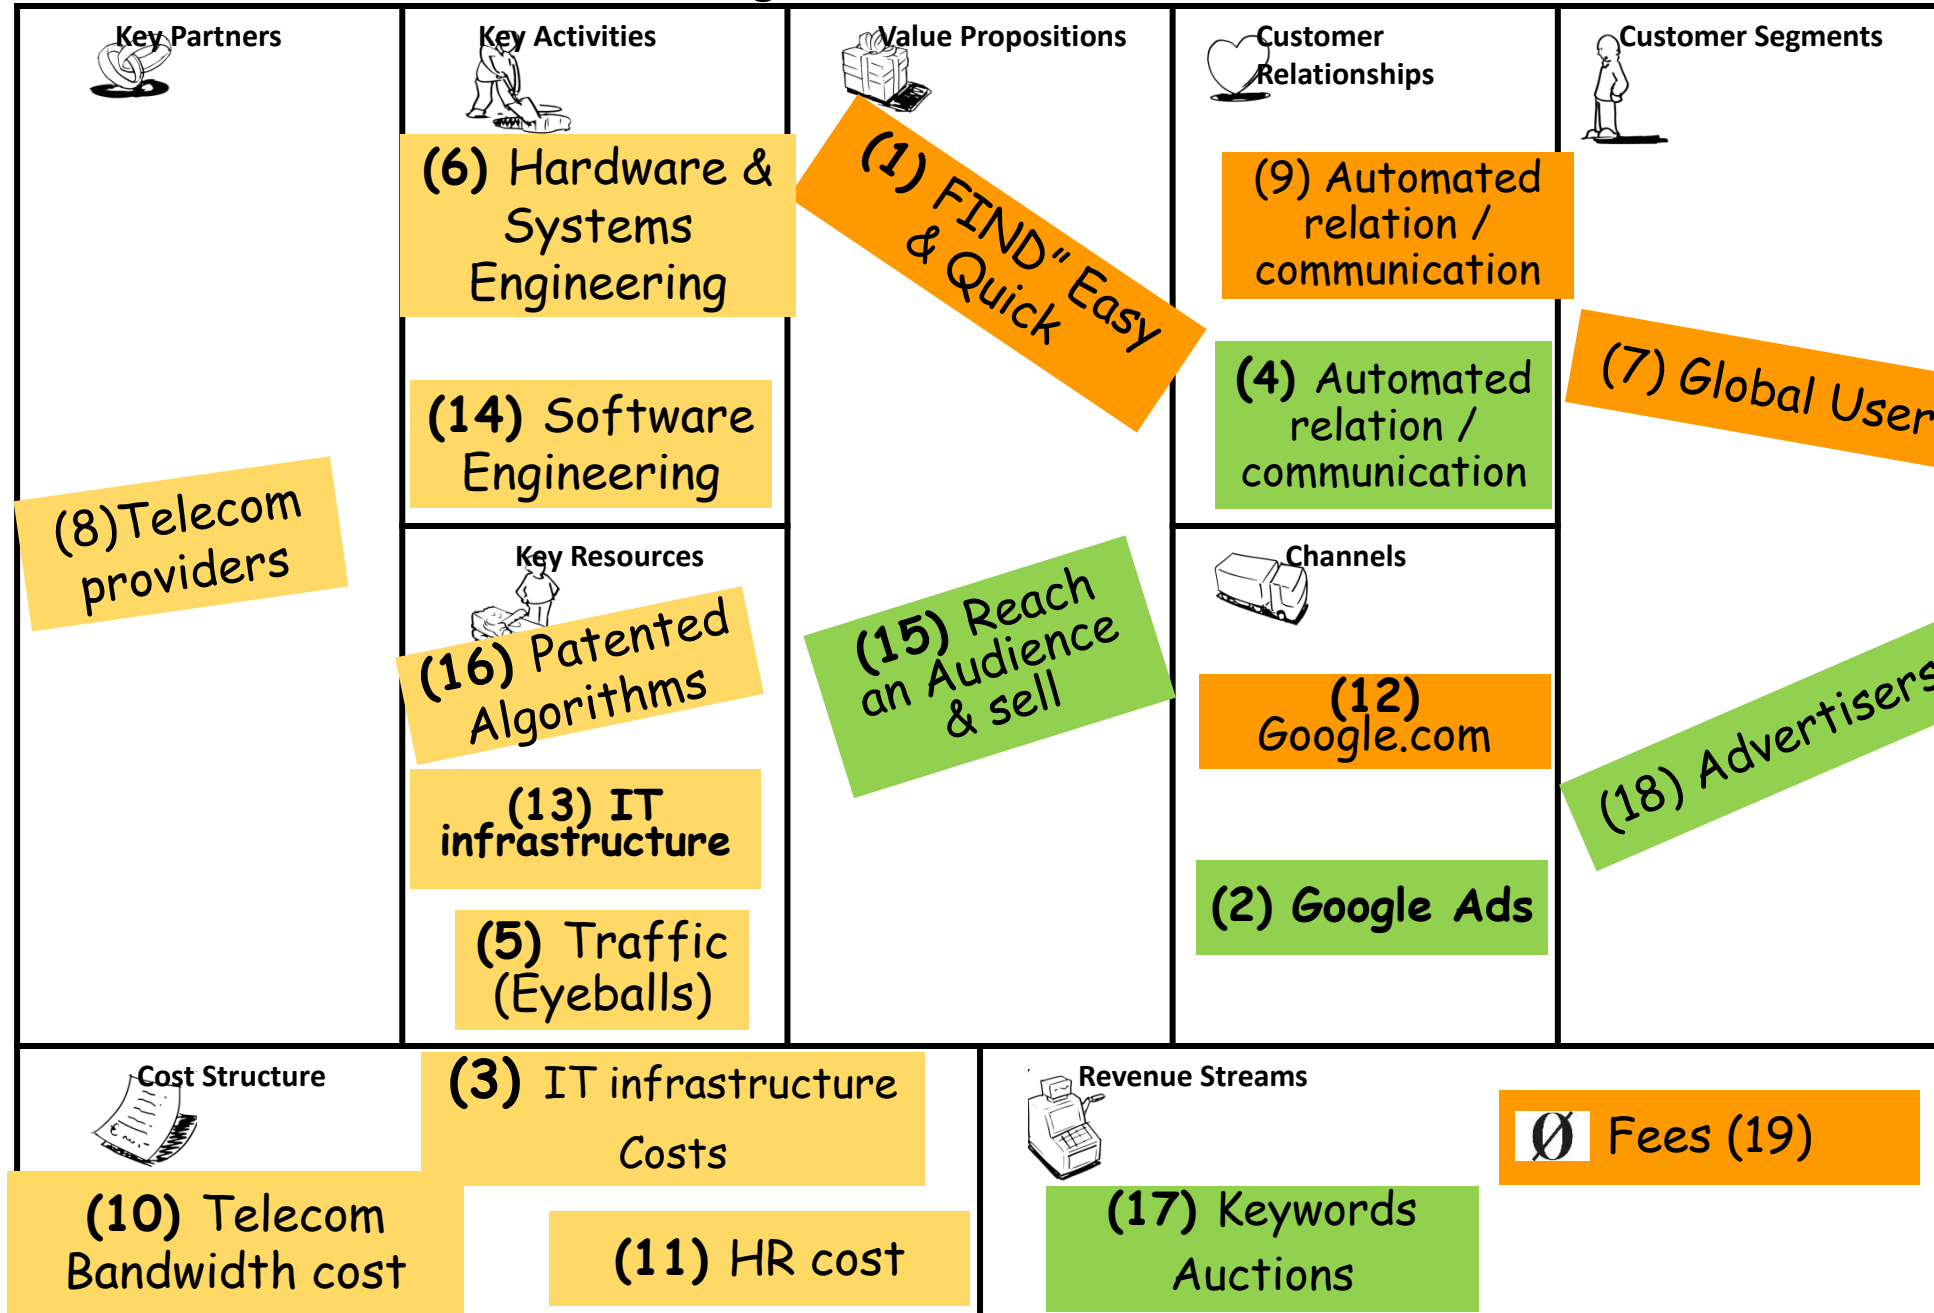 Key Partners
(8)Telecom
providers
Key Activities
(6) Hardware &
Systems
Engineering
(14) Software
Engineering
Key Resources
(16) Patented
Algorithms
(13) IT
infrastructure
(5) Traffic
(Eyeballs)
Value Propositions
(1) FIND" Easy
& Quick
(15) Reach
an Audience
& sell
Customer
Relationships
(9) Automated
relation /
communication
(4) Automated
relation /
communication
Channels
(12)
Google.com
(2) Google Ads
Customer Segments
(7) Global User
(18) Advertisers
Cost Structure
(3) IT infrastructure
Costs
(10) Telecom
Bandwidth cost
(11) HR cost
Revenue Streams
Ø Fees (19)
(17) Keywords
Auctions